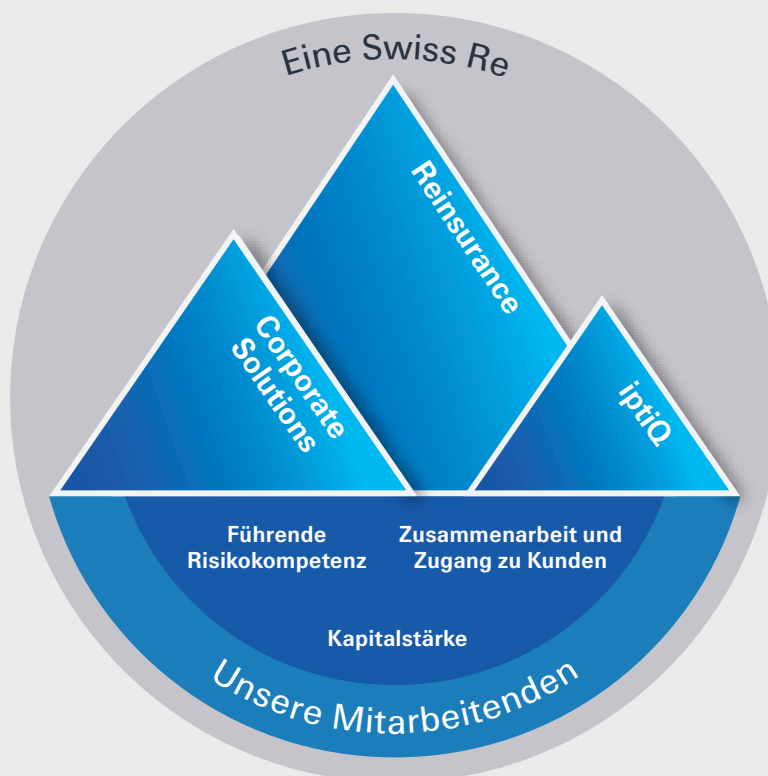 Eine Swiss Re
Reinsurance
Corporate
Solutions
iptiQ
Führende
Risikokompetenz
Zusammenarbeit und
Zugang zu Kunden
Kapitalstärke
Unsere Mitarbeitenden